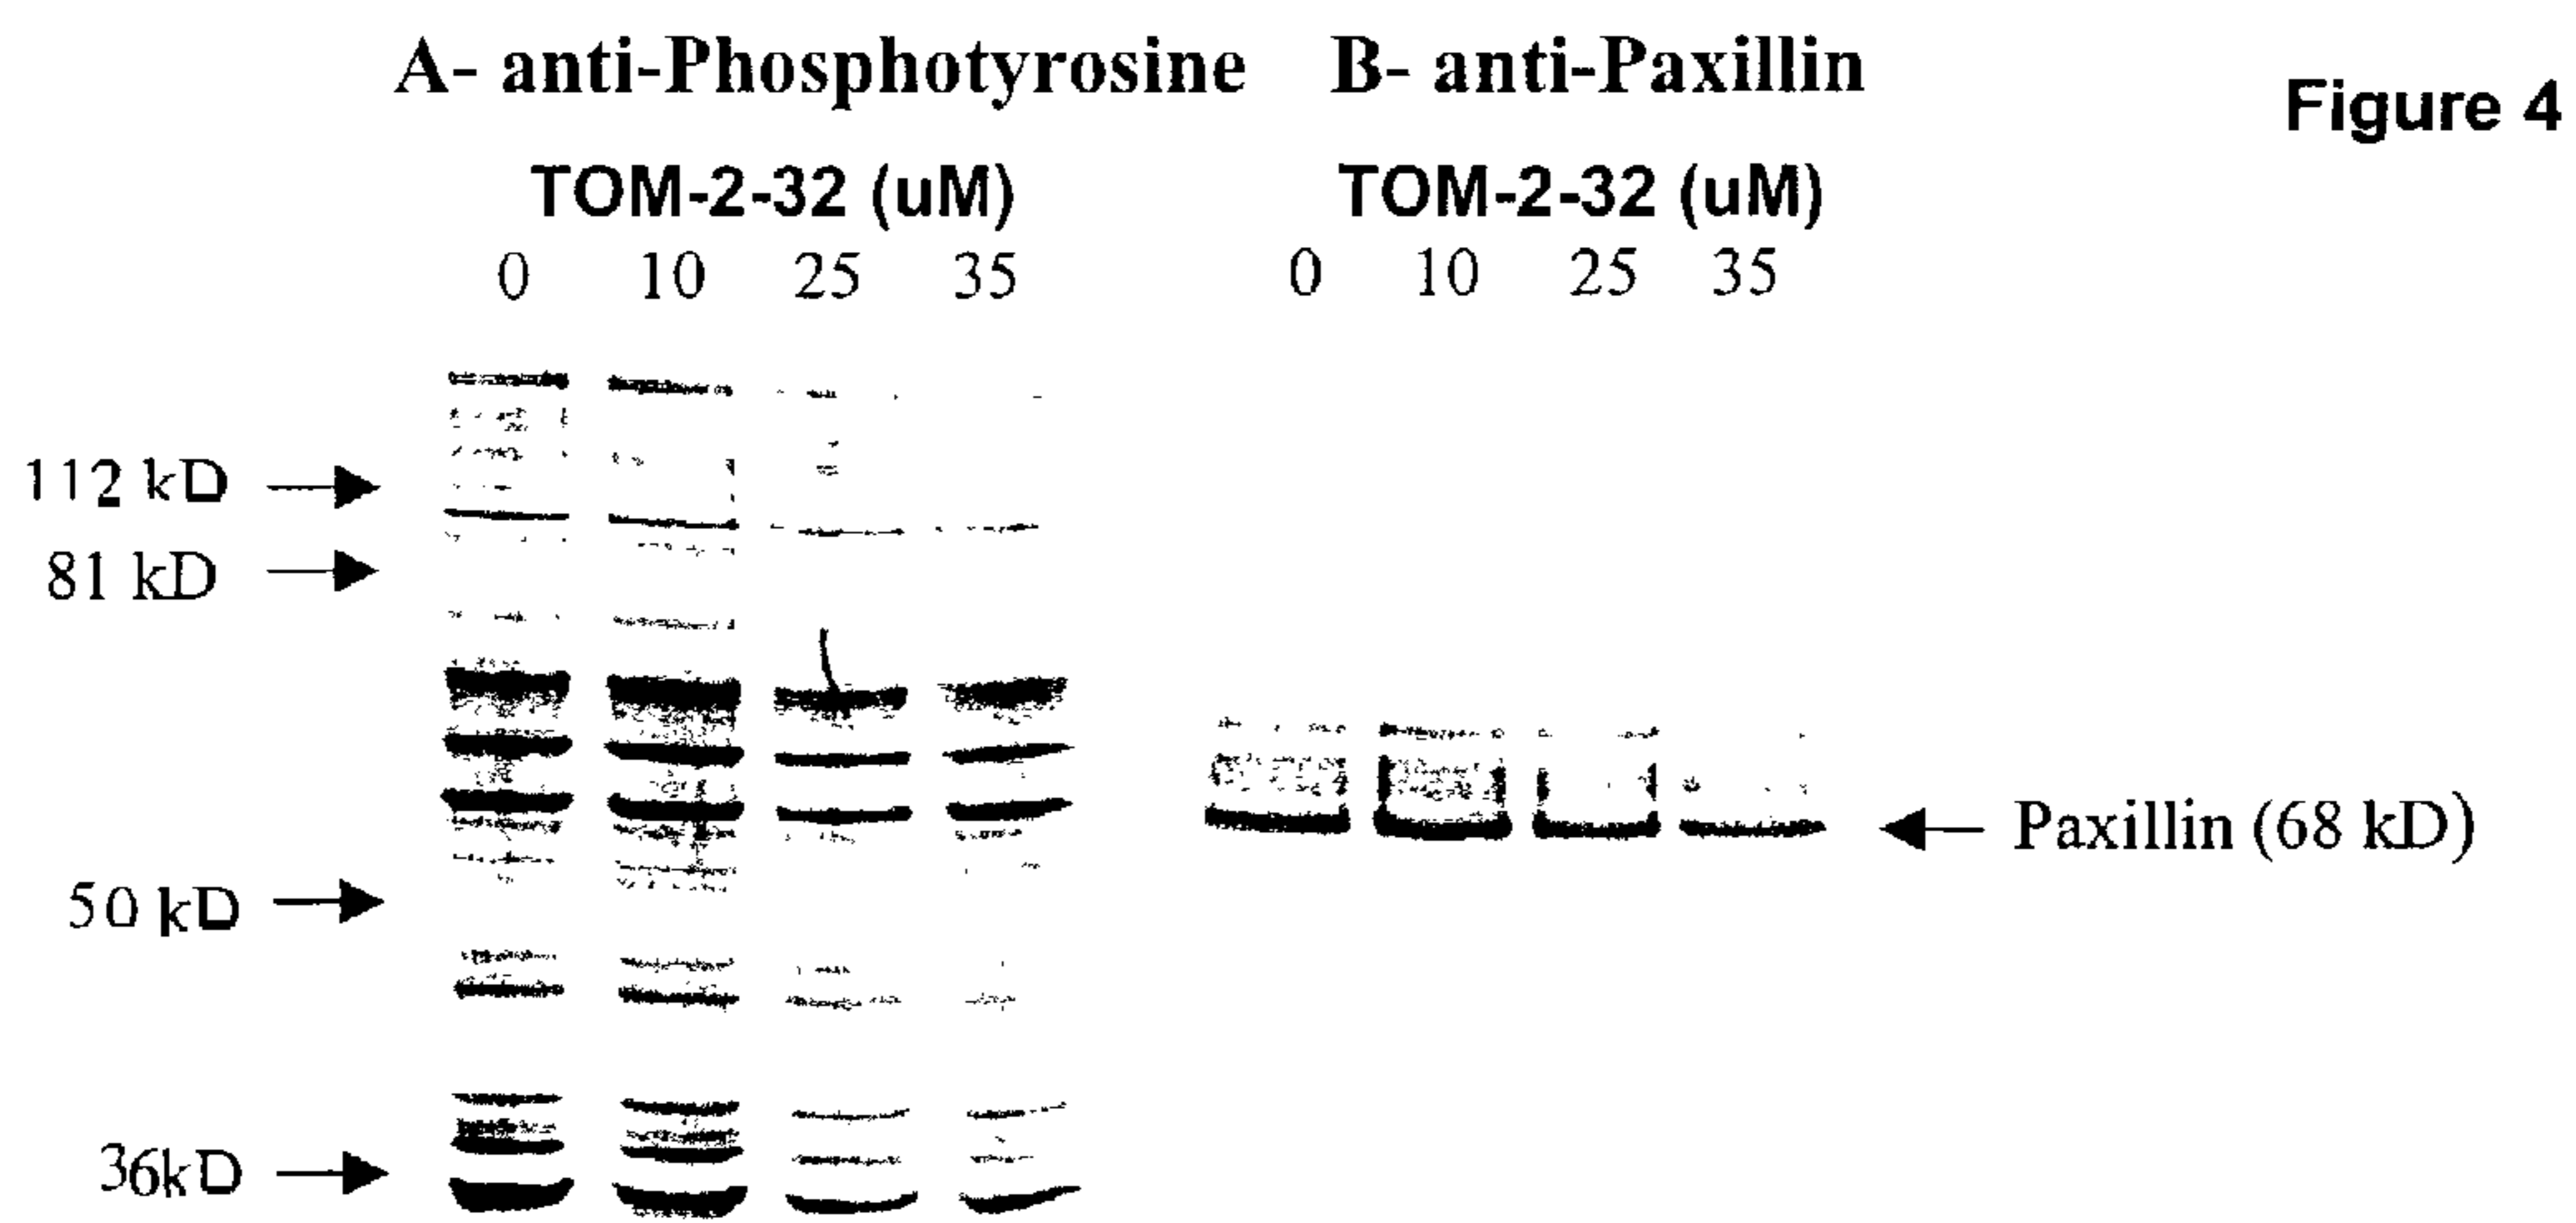 A- anti-Phosphotyrosine B- anti-Paxillin
Figure 4
TOM-2-32 (uM) TOM-2-32 (uM)
0 10 25 35 0 10 25 35
112 kD
81 kD
Paxillin (68 kD)
50 kD
36kD